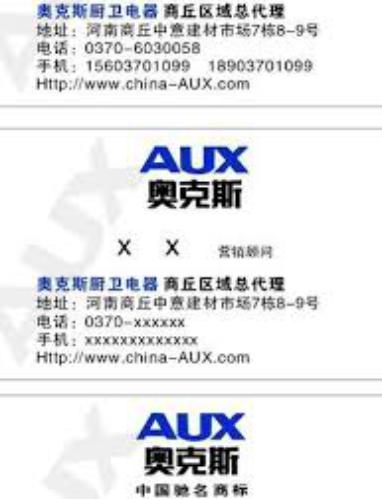 奥克斯厨卫电器 商丘区域总代理
地址: 河南商丘中意建材市场7栋8-9号
电话: 0370-6030058
手机: 15603701099 18903701099
Http://www.china-AUX.com
AUX
奥克斯
X X 营销顾问
奥克斯厨卫电器 商丘区域总代理
地址: 河南商丘中意建材市场7栋8-9号
电话: 0370-xxxxxx
手机: xxxxxxxxxxxxx
Http://www.china-AUX.com
AUX
奥克斯
中国驰名商标